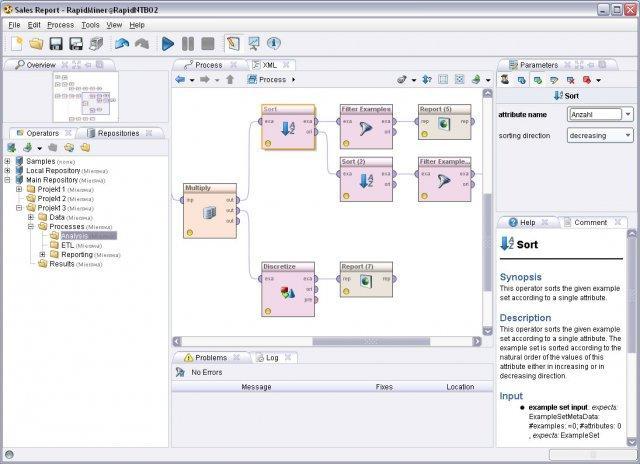 Sales Report - RapidMiner@RapidNTB02
File Edit Process Tools View Help
Overview
Process
XML
Parameters
Process
Operators
Repositories
Samples (none)
Local Repository (Mierswa)
Main Repository (Mierswa)
Projekt 1 (Mierswa)
Projekt 2 (Mierswa)
Projekt 3 (Mierswa)
Data (Mierswa)
Processes (Mierswa)
Analysis (Mierswa)
ETL (Mierswa)
Reporting (Mierswa)
Results (Mierswa)
Multiply
inp out
out
out
Sort
exa exa
ori
Filter Examples
exa exa
ori
Report (5)
rep rep
Sort (2)
exa exa
ori
Filter Example...
exa exa
ori
Discretize
exa exa
ori
pre
Report (7)
rep rep
Problems
Log
No Errors
Message Fixes Location
Sort
attribute name Anzahl
sorting direction decreasing
Help
Comment
Sort
Synopsis
This operator sorts the given example
set according to a single attribute.
Description
This operator sorts the given example
set according to a single attribute. The
example set is sorted according to the
natural order of the values of this
attribute either in increasing or in
decreasing direction.
Input
example set input: expects:
ExampleSetMetaData:
#examples: =0; #attributes: 0
, expects: ExampleSet